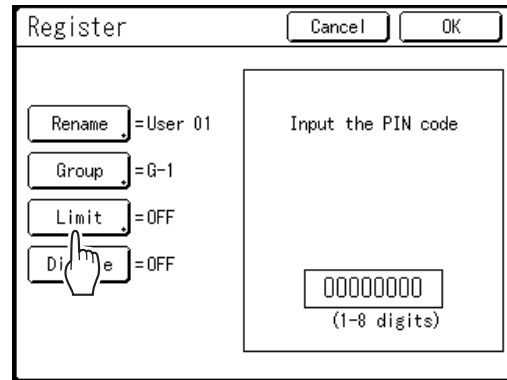 Register
Cancel
OK
Rename =User 01
Group =G-1
Limit =OFF
=OFF
Input the PIN code
00000000
(1-8 digits)